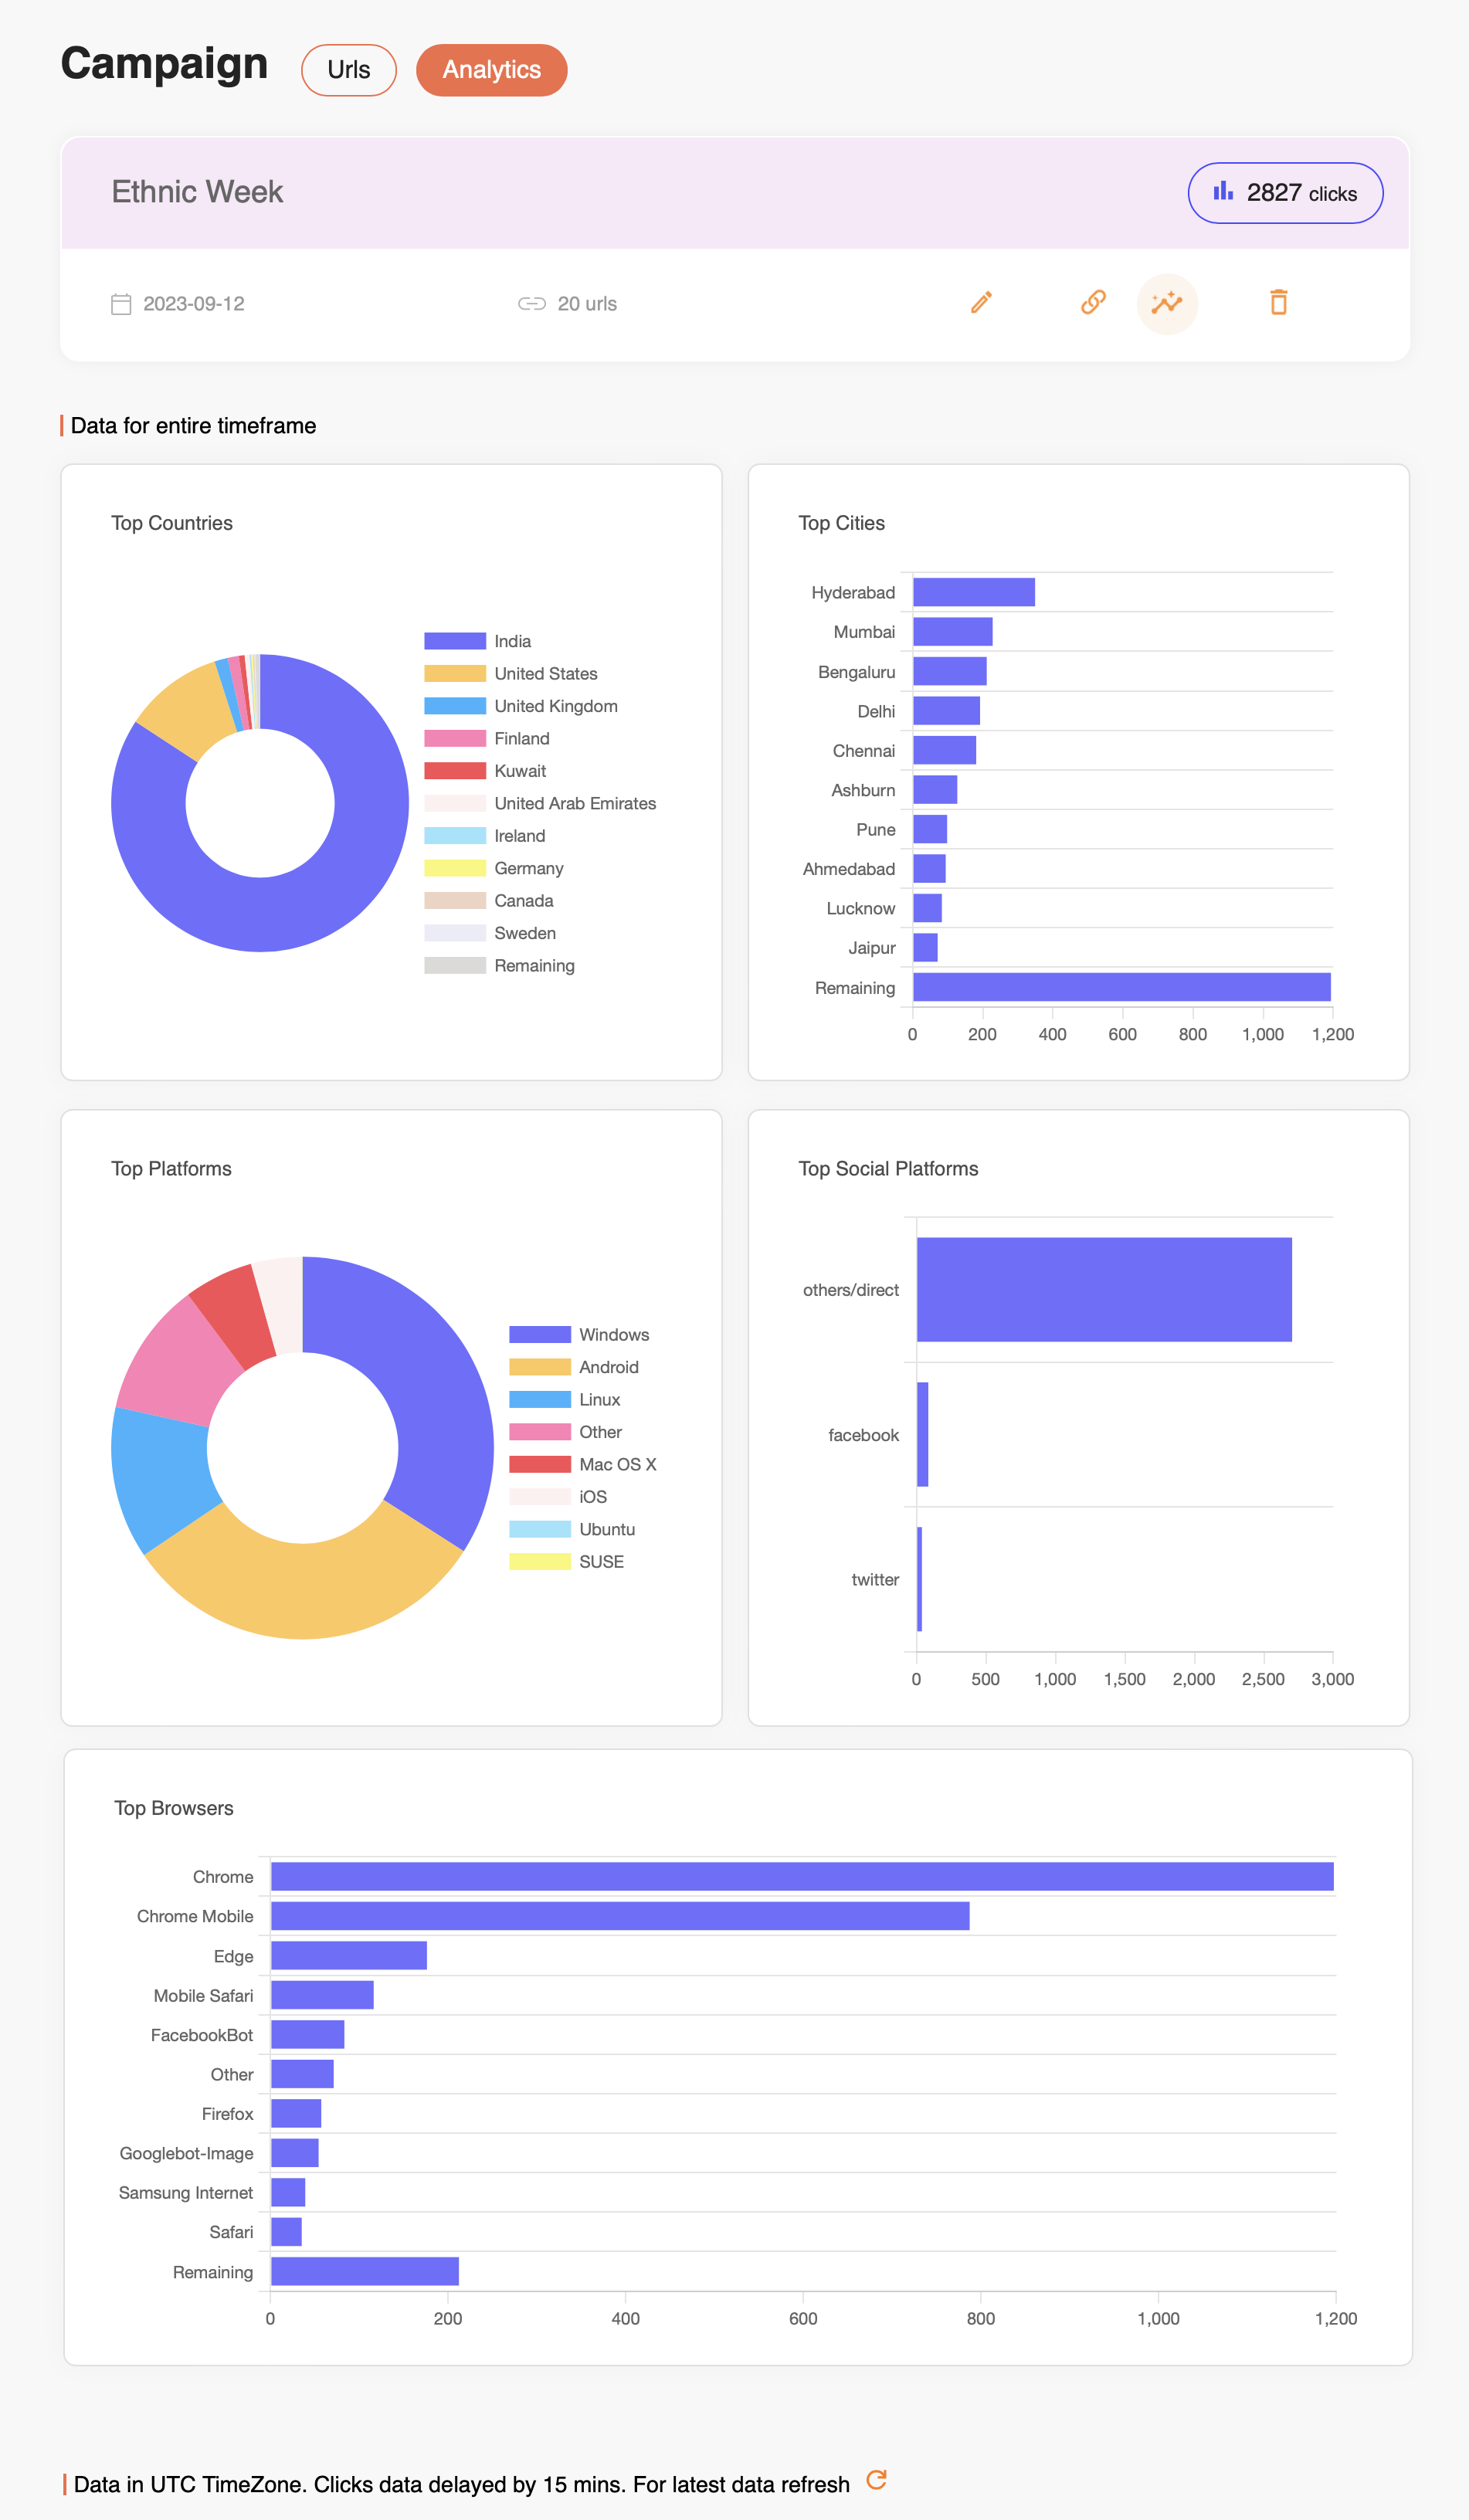 Campaign Urls Analytics
Ethnic Week 2827 clicks
2023-09-12 20 urls
Data for entire timeframe
Top Countries
India
United States
United Kingdom
Finland
Kuwait
United Arab Emirates
Ireland
Germany
Canada
Sweden
Remaining
Top Cities
Hyderabad
Mumbai
Bengaluru
Delhi
Chennai
Ashburn
Pune
Ahmedabad
Lucknow
Jaipur
Remaining
0 200 400 600 800 1,000 1,200
Top Platforms
Windows
Android
Linux
Other
Mac OS X
iOS
Ubuntu
SUSE
Top Social Platforms
others/direct
facebook
twitter
0 500 1,000 1,500 2,000 2,500 3,000
Top Browsers
Chrome
Chrome Mobile
Edge
Mobile Safari
FacebookBot
Other
Firefox
Googlebot-Image
Samsung Internet
Safari
Remaining
0 200 400 600 800 1,000 1,200
Data in UTC TimeZone. Clicks data delayed by 15 mins. For latest data refresh